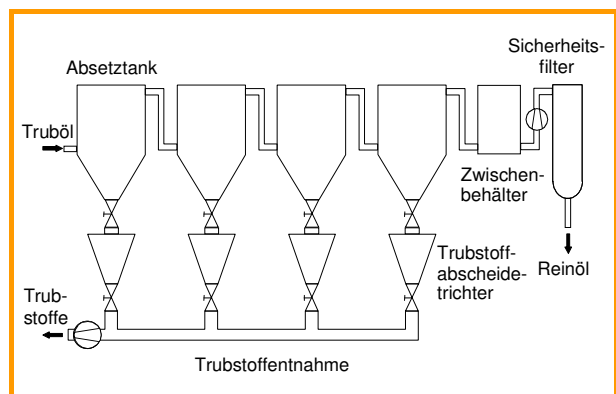 Sicherheits-
filter
Absetztank
Truböl
Zwischen-
behälter
Trubstoff-
abscheide-
trichter
Reinöl
Trub-
stoffe
Trubstoffentnahme